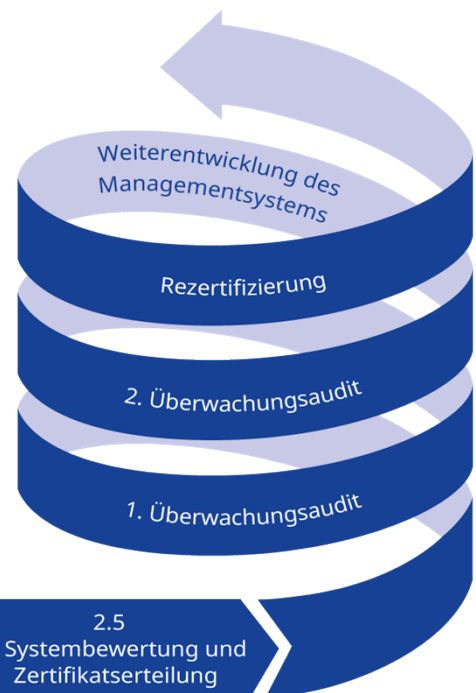 Weiterentwicklung des
Managementsystems
Rezertifizierung
2. Überwachungsaudit
1. Überwachungsaudit
2.5
Systembewertung und
Zertifikatserteilung